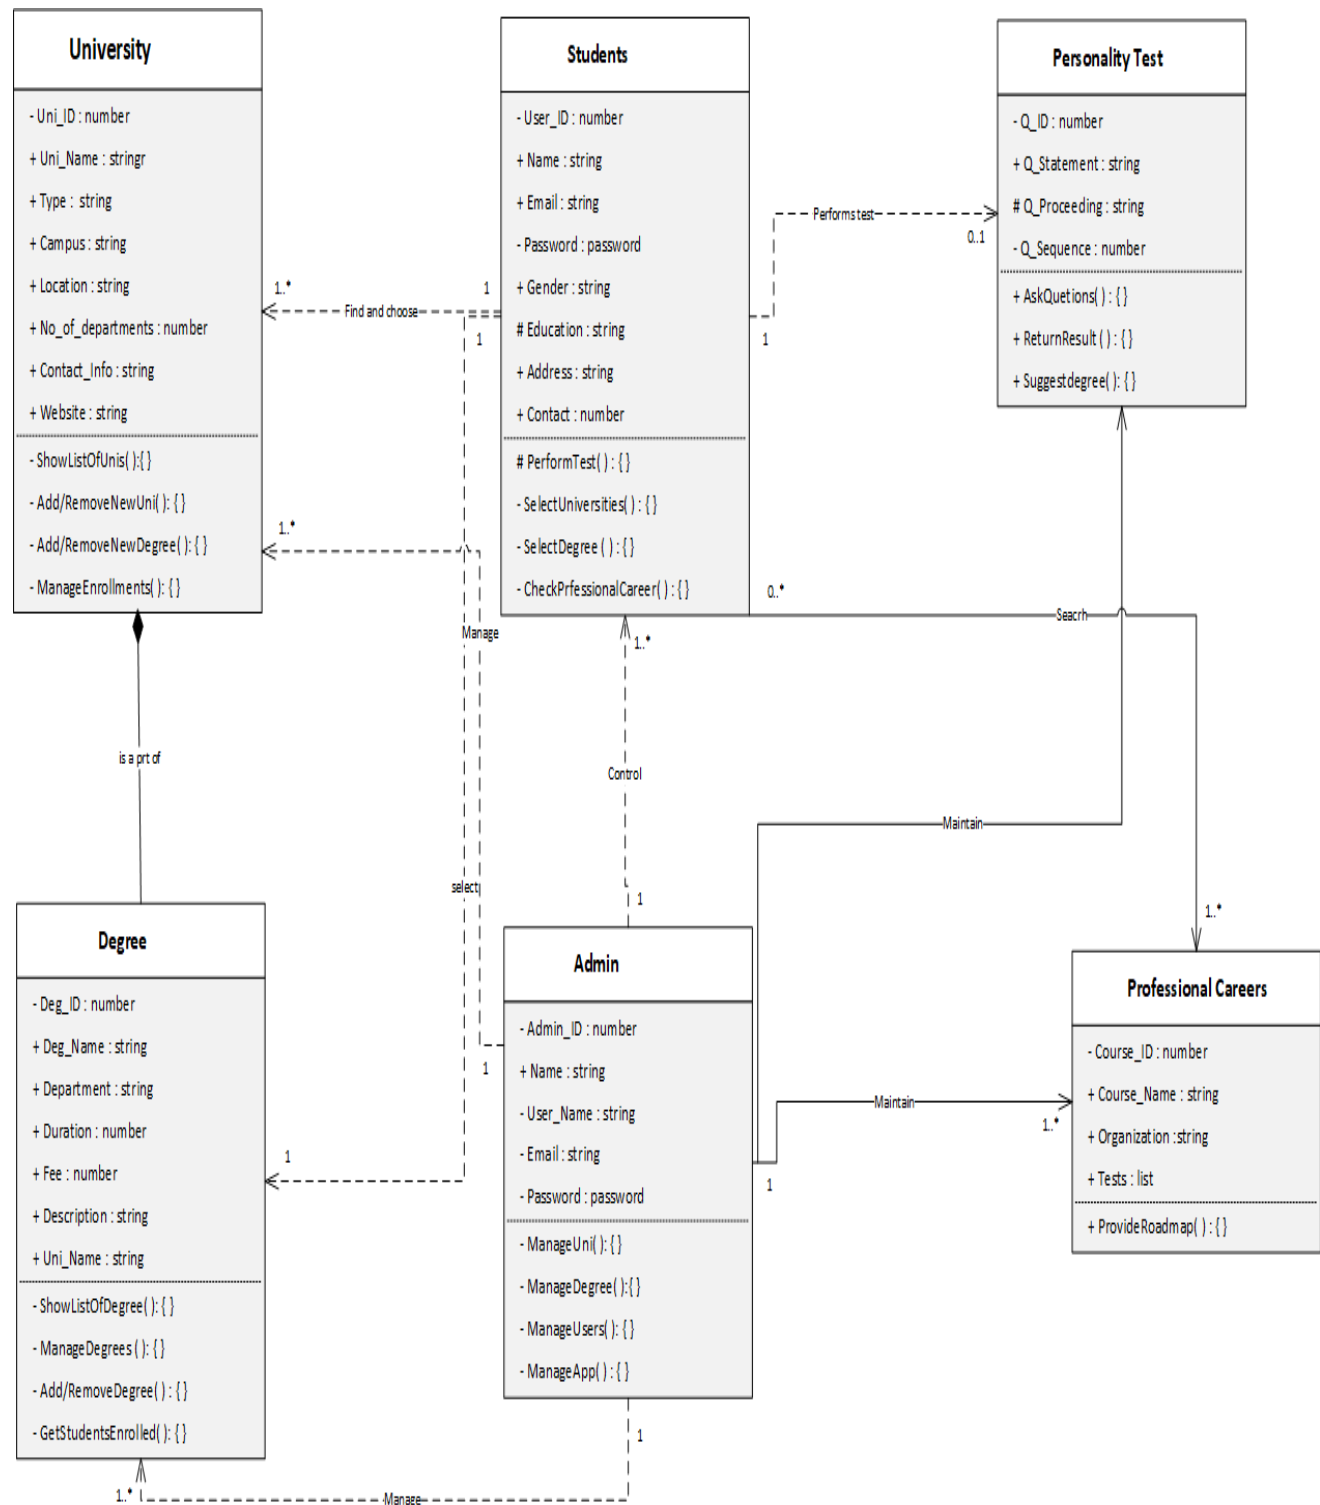 University
- Uni_ID : number
+ Uni_Name : stringr
+ Type : string
+ Campus : string
+ Location : string
+ No_of_departments : number
+ Contact_Info : string
+ Website : string
- ShowListOfUnis( ):{ }
- Add/RemoveNewUni( ): { }
- Add/RemoveNewDegree( ): { }
- ManageEnrollments( ): { }
Students
- User_ID : number
+ Name : string
+ Email : string
- Password : password
+ Gender : string
# Education : string
+ Address : string
+ Contact : number
# PerformTest( ) : { }
- SelectUniversities( ) : { }
- SelectDegree ( ) : { }
- CheckPrfessionalCareer( ) : { }
Personality Test
- Q_ID : number
+ Q_Statement : string
# Q_Proceeding : string
- Q_Sequence : number
+ AskQuetions( ) : { }
+ ReturnResult ( ) : { }
+ Suggestdegree( ): { }
Performs test
0..1
1
1..*
Find and choose
1
1
1..*
Manage
0..*
Seacrh
1..*
is a prt of
Control
Maintain
select
1
1..*
Degree
- Deg_ID : number
+ Deg_Name : string
+ Department : string
+ Duration : number
+ Fee : number
+ Description : string
+ Uni_Name : string
- ShowListOfDegree( ): { }
- ManageDegrees ( ): { }
- Add/RemoveDegree( ) : { }
- GetStudentsEnrolled( ): { }
1
1
Admin
- Admin_ID : number
+ Name : string
- User_Name : string
- Email : string
- Password : password
- ManageUni( ): { }
- ManageDegree( ):{ }
- ManageUsers( ): { }
- ManageApp( ) : { }
Maintain
1..*
1
Professional Careers
- Course_ID : number
+ Course_Name : string
+ Organization :string
+ Tests : list
+ ProvideRoadmap( ) : { }
1
1..*
Manage